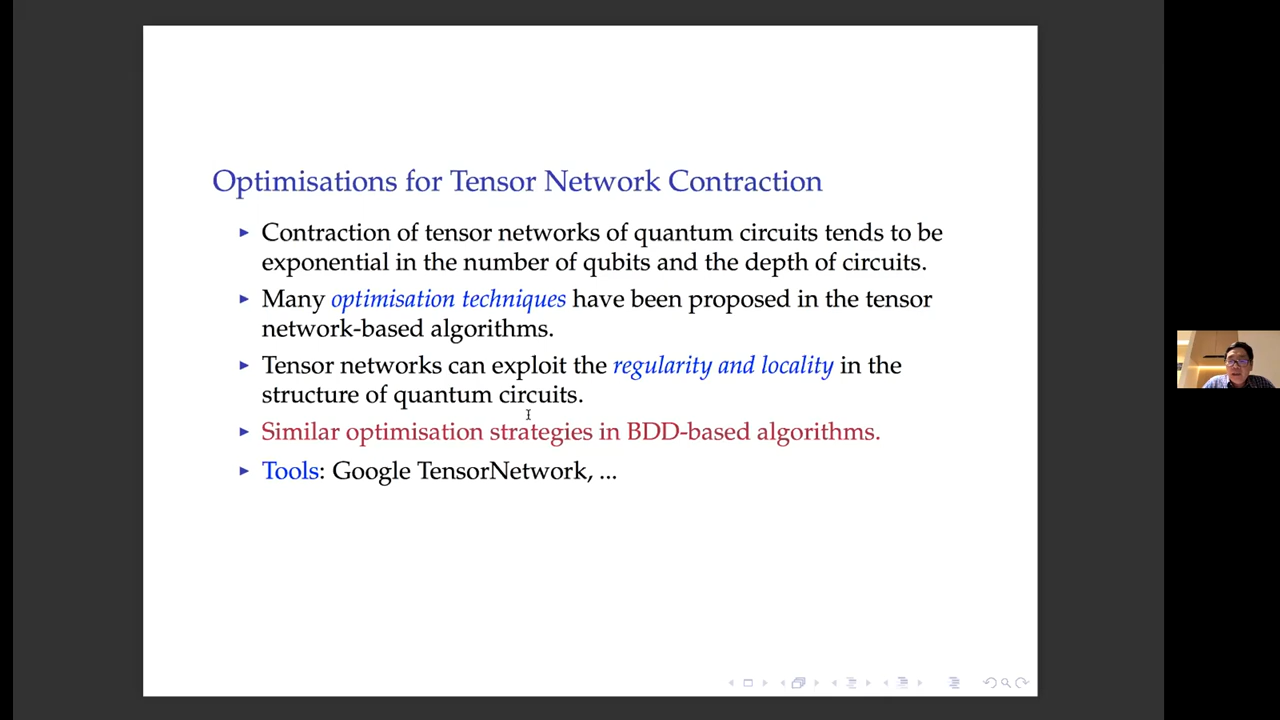 Optimisations for Tensor Network Contraction
▶ Contraction of tensor networks of quantum circuits tends to be
exponential in the number of qubits and the depth of circuits.
▶ Many optimisation techniques have been proposed in the tensor
network-based algorithms.
▶ Tensor networks can exploit the regularity and locality in the
structure of quantum circuits.
▶ Similar optimisation strategies in BDD-based algorithms.
▶ Tools: Google TensorNetwork, ...